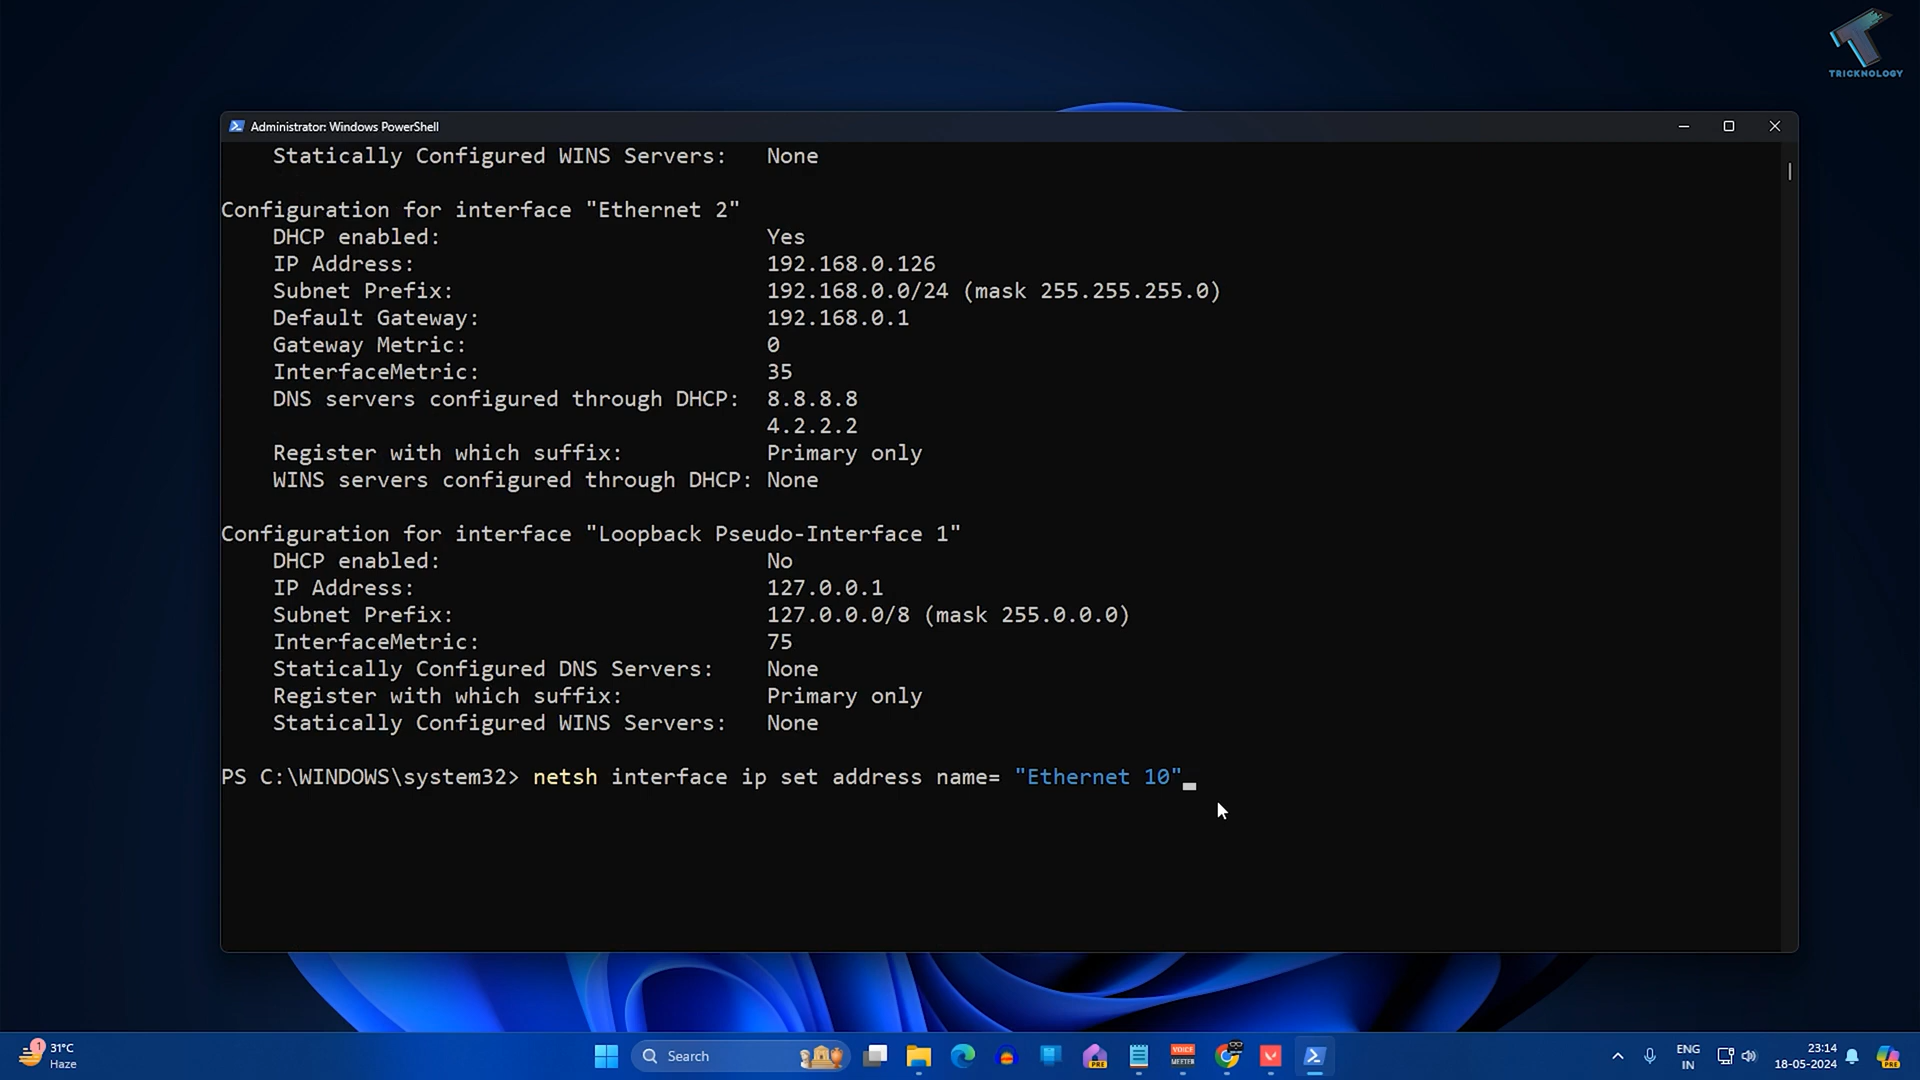 TRICKNOLOGY
Administrator: Windows PowerShell
Statically Configured WINS Servers: None
Configuration for interface "Ethernet 2"
DHCP enabled: Yes
IP Address: 192.168.0.126
Subnet Prefix: 192.168.0.0/24 (mask 255.255.255.0)
Default Gateway: 192.168.0.1
Gateway Metric: 0
InterfaceMetric: 35
DNS servers configured through DHCP: 8.8.8.8
4.2.2.2
Register with which suffix: Primary only
WINS servers configured through DHCP: None
Configuration for interface "Loopback Pseudo-Interface 1"
DHCP enabled: No
IP Address: 127.0.0.1
Subnet Prefix: 127.0.0.0/8 (mask 255.0.0.0)
InterfaceMetric: 75
Statically Configured DNS Servers: None
Register with which suffix: Primary only
Statically Configured WINS Servers: None
PS C:\WINDOWS\system32> netsh interface ip set address name= "Ethernet 10"
1
31°C
Haze
Search
PRE
VOICE
MEETER
ENG
IN
23:14
18-05-2024
PRE